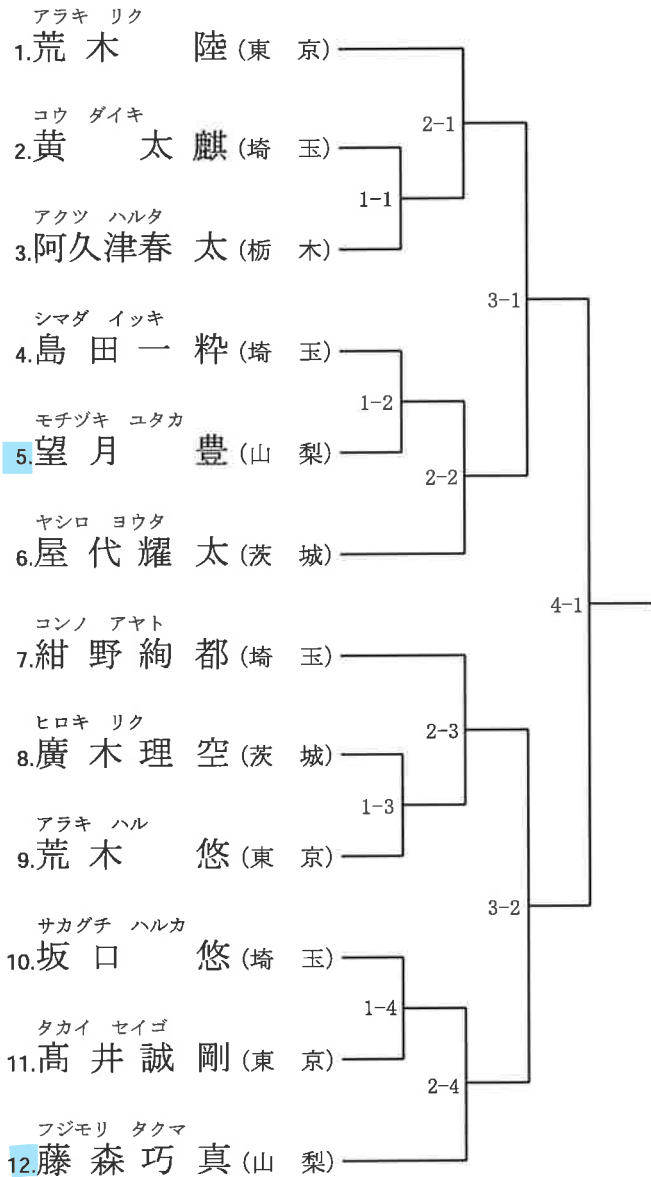 アラキ リク
1.荒木 陸(東 京)
コウ ダイキ
2.黄 太麒(埼 玉)
アクツ ハルタ
3.阿久津春太(栃 木)
シマダ イッキ
4.島田一粋(埼 玉)
モチヅキ ユタカ
5.望月 豊(山 梨)
ヤシロ ヨウタ
6.屋代耀太(茨 城)
コンノ アヤト
7.紺野絢都(埼 玉)
ヒロキ リク
8.廣木理空(茨 城)
アラキ ハル
9.荒木 悠(東 京)
サカグチ ハルカ
10.坂口 悠(埼 玉)
タカイ セイゴ
11.髙井誠剛(東 京)
フジモリ タクマ
12.藤森巧真(山 梨)
1-1
1-2
1-3
1-4
2-1
2-2
2-3
2-4
3-1
3-2
4-1